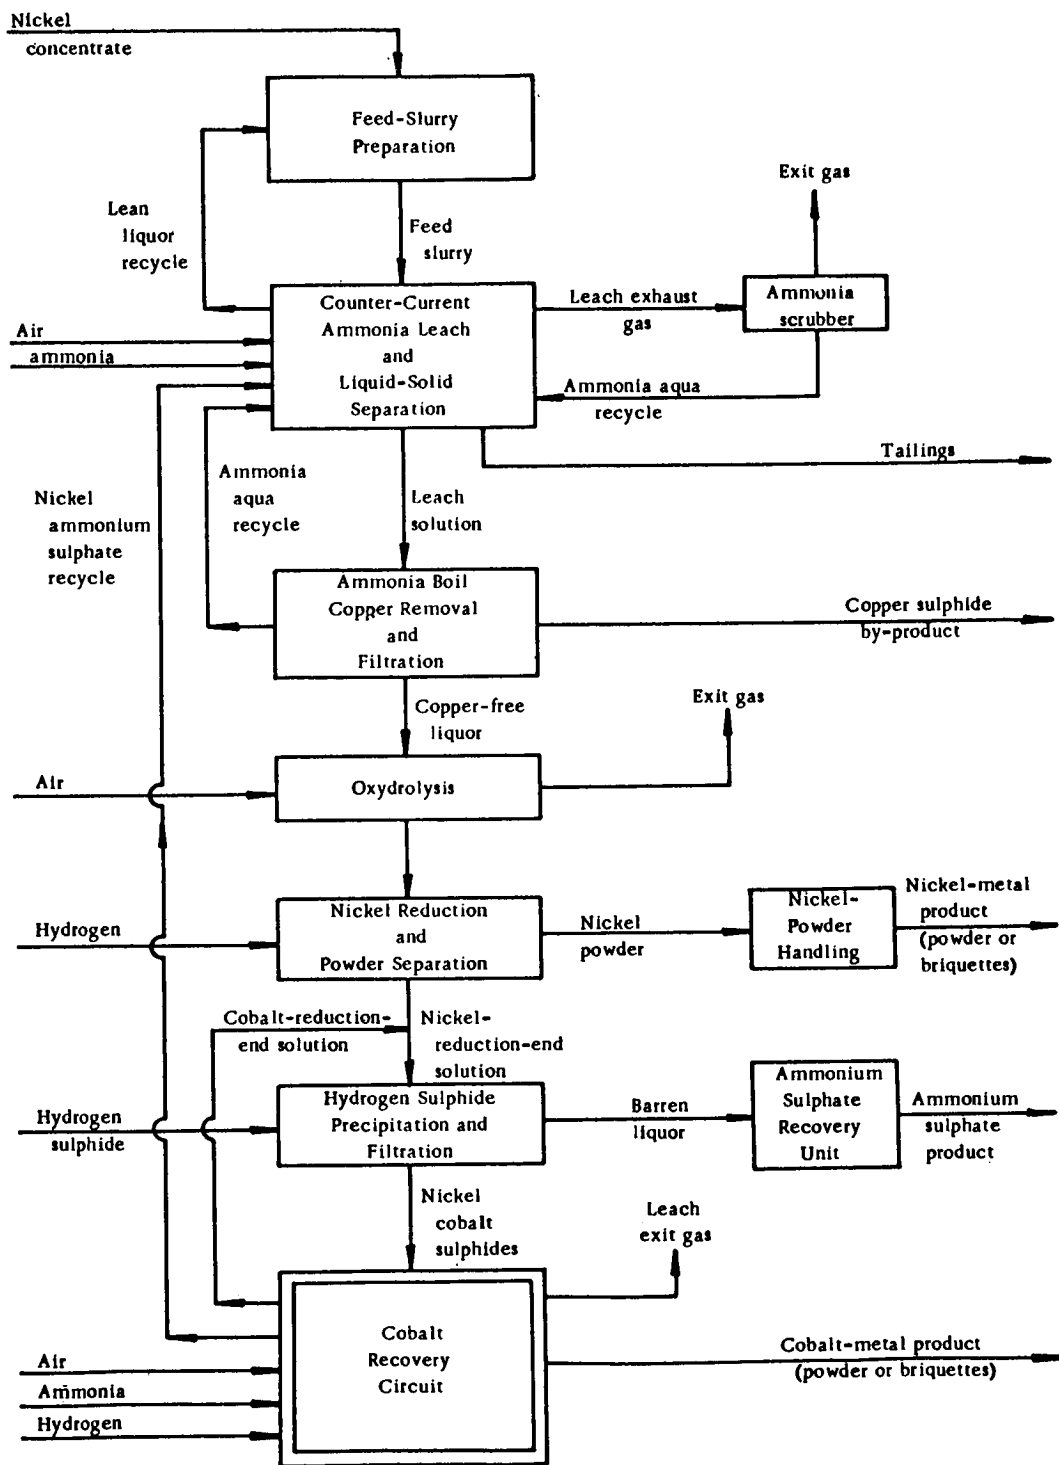 Nickel
concentrate
Feed-Slurry
Preparation
Lean
liquor
recycle
Feed
slurry
Exit gas
Counter-Current
Ammonia Leach
and
Liquid-Solid
Separation
Leach exhaust
gas
Ammonia
scrubber
Air
ammonia
Ammonia aqua
recycle
Tailings
Nickel
ammonium
sulphate
recycle
Ammonia
aqua
recycle
Leach
solution
Ammonia Boil
Copper Removal
and
Filtration
Copper sulphide
by-product
Copper-free
liquor
Exit gas
Air
Oxydrolysis
Hydrogen
Nickel Reduction
and
Powder Separation
Nickel
powder
Nickel-
Powder
Handling
Nickel-metal
product
(powder or
briquettes)
Cobalt-reduction-
end solution
Nickel-
reduction-end
solution
Hydrogen
sulphide
Hydrogen Sulphide
Precipitation and
Filtration
Barren
liquor
Ammonium
Sulphate
Recovery
Unit
Ammonium
sulphate
product
Nickel
cobalt
sulphides
Leach
exit gas
Cobalt
Recovery
Circuit
Air
Ammonia
Hydrogen
Cobalt-metal product
(powder or briquettes)